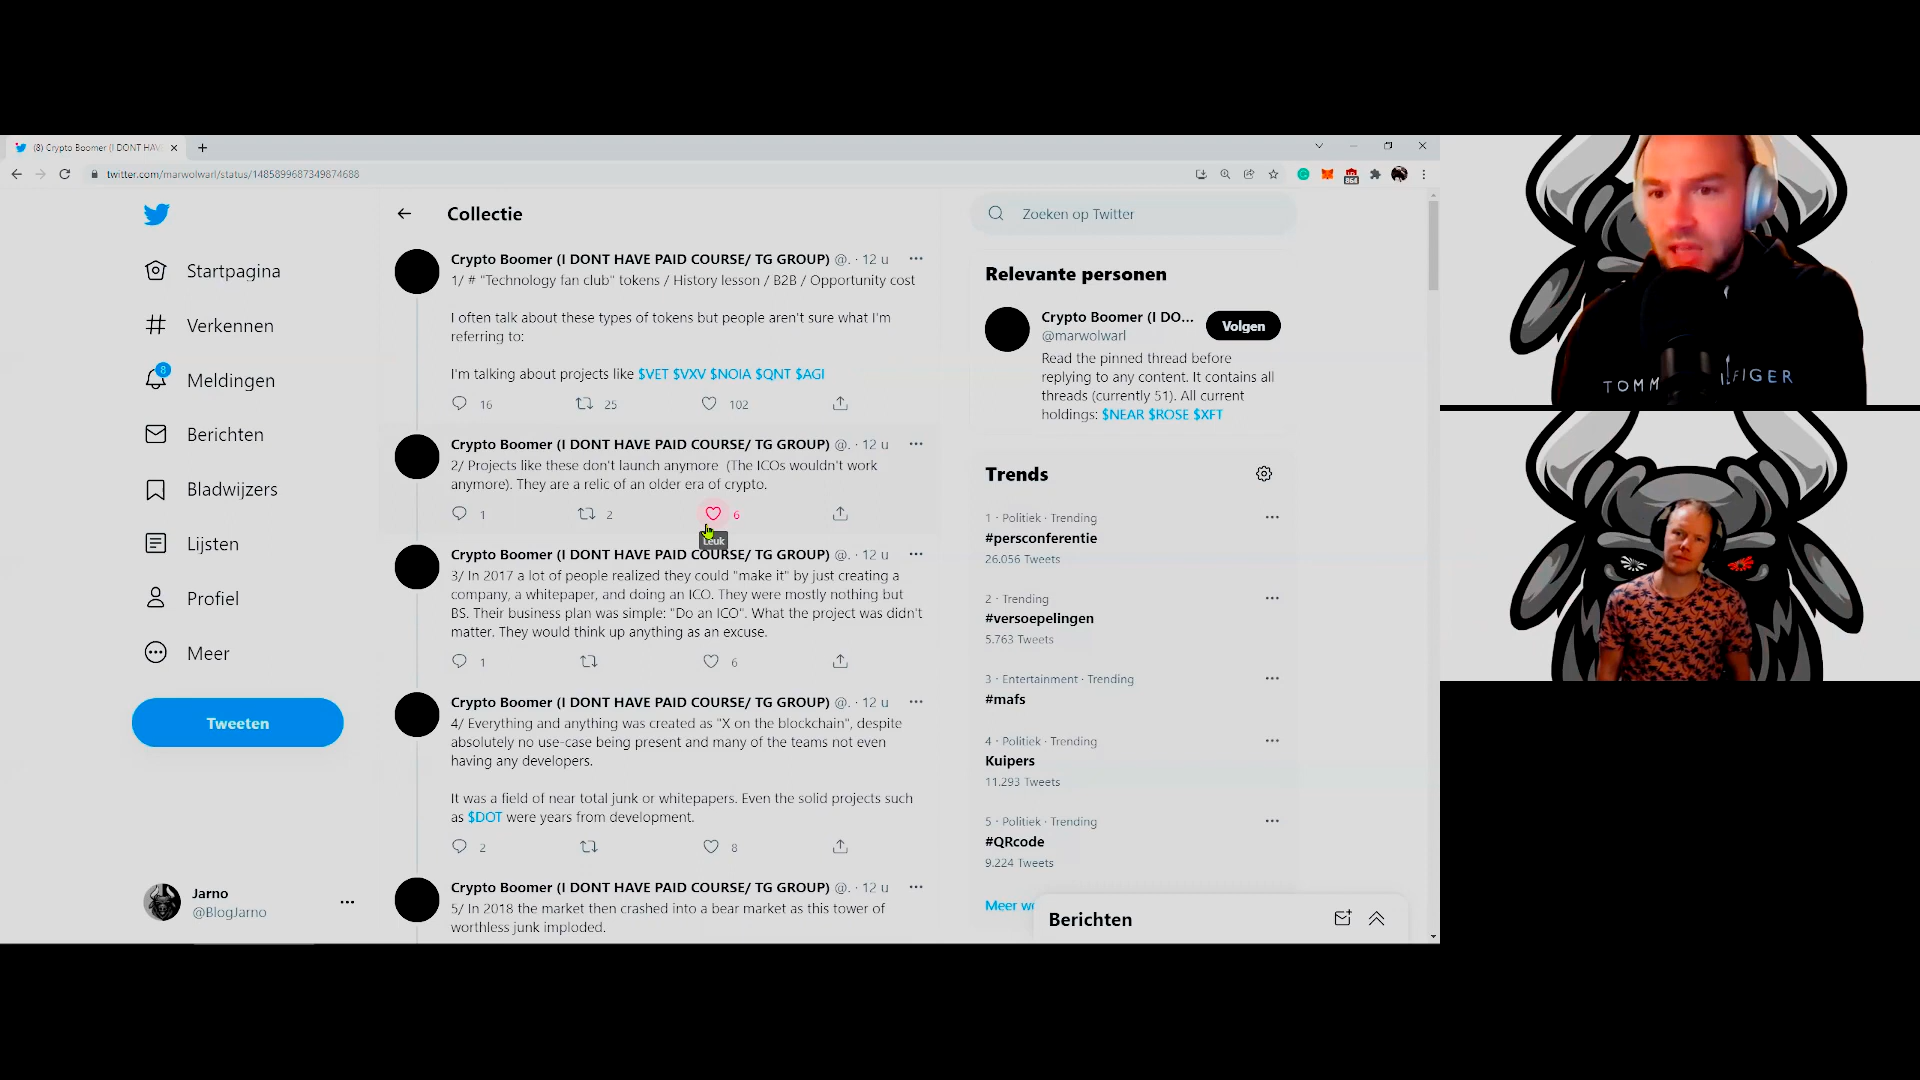 (8) Crypto Boomer (I DONT HAV
twitter.com/marwolwarl/status/1485899687349874688
864
Startpagina
Verkennen
8
Meldingen
Berichten
Bladwijzers
Lijsten
Profiel
Meer
Tweeten
Jarno
@BlogJarno
Collectie
Crypto Boomer (I DONT HAVE PAID COURSE/ TG GROUP) @. · 12 u
1/ # "Technology fan club" tokens / History lesson / B2B / Opportunity cost
I often talk about these types of tokens but people aren't sure what I'm
referring to:
I'm talking about projects like $VET $VXV $NOIA $QNT $AGI
16 25 102
Crypto Boomer (I DONT HAVE PAID COURSE/ TG GROUP) @. · 12 u
2/ Projects like these don't launch anymore (The ICOs wouldn't work
anymore). They are a relic of an older era of crypto.
1 2 6
Leuk
Crypto Boomer (I DONT HAVE PAID COURSE/ TG GROUP) @. · 12 u
3/ In 2017 a lot of people realized they could "make it" by just creating a
company, a whitepaper, and doing an ICO. They were mostly nothing but
BS. Their business plan was simple: "Do an ICO". What the project was didn't
matter. They would think up anything as an excuse.
1 6
Crypto Boomer (I DONT HAVE PAID COURSE/ TG GROUP) @. · 12 u
4/ Everything and anything was created as "X on the blockchain", despite
absolutely no use-case being present and many of the teams not even
having any developers.
It was a field of near total junk or whitepapers. Even the solid projects such
as $DOT were years from development.
2 8
Crypto Boomer (I DONT HAVE PAID COURSE/ TG GROUP) @. · 12 u
5/ In 2018 the market then crashed into a bear market as this tower of
worthless junk imploded.
Zoeken op Twitter
Relevante personen
Crypto Boomer (I DO...
@marwolwarl
Volgen
Read the pinned thread before
replying to any content. It contains all
threads (currently 51). All current
holdings: $NEAR $ROSE $XFT
Trends
1 · Politiek · Trending
#persconferentie
26.056 Tweets
2 · Trending
#versoepelingen
5.763 Tweets
3 · Entertainment · Trending
#mafs
4 · Politiek · Trending
Kuipers
11.293 Tweets
5 · Politiek · Trending
#QRcode
9.224 Tweets
Meer we
Berichten
TOMM ILFIGER